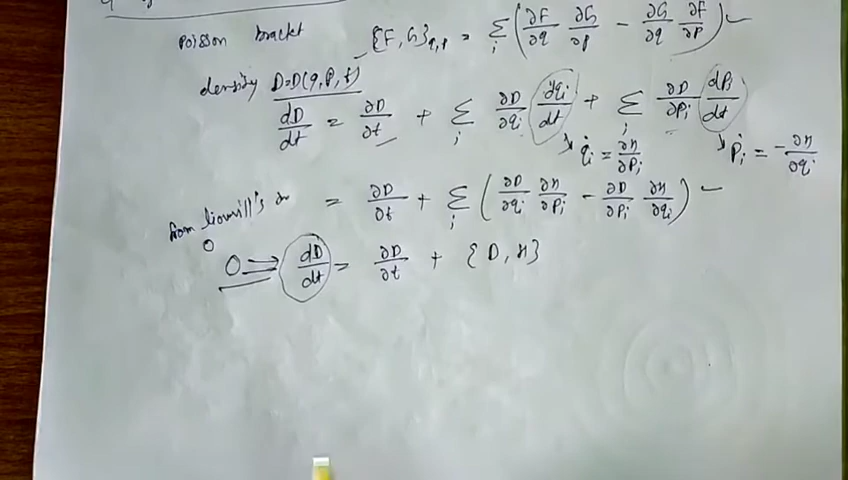 poisson bracket {F, G}q,p = Σi (∂F/∂q ∂G/∂p − ∂G/∂q ∂F/∂p)
density D=D(q,p,t)
dD/dt = ∂D/∂t + Σi ∂D/∂qi dqi/dt + Σi ∂D/∂pi dpi/dt
q̇i = ∂H/∂pi ṗi = −∂H/∂qi
from liouvill's = ∂D/∂t + Σi (∂D/∂qi ∂H/∂pi − ∂D/∂pi ∂H/∂qi)
0 ⇒ dD/dt = ∂D/∂t + {D, H}